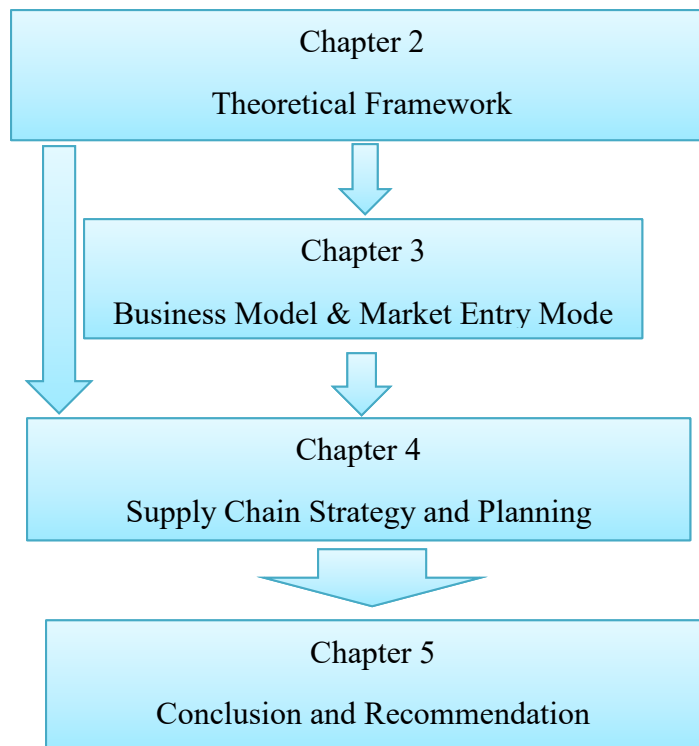 Chapter 2
Theoretical Framework
Chapter 3
Business Model & Market Entry Mode
Chapter 4
Supply Chain Strategy and Planning
Chapter 5
Conclusion and Recommendation